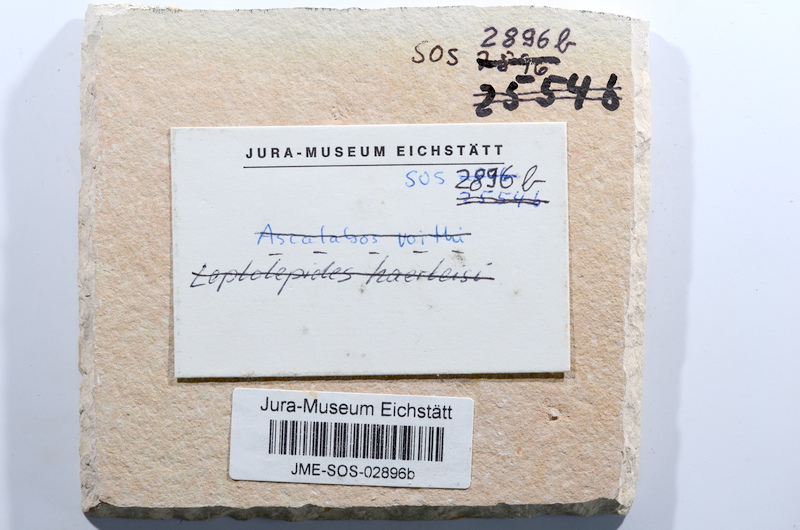 2896b
SOS 2896
25546
JURA-MUSEUM EICHSTÄTT
SOS 2896b
25546
Ascalabos voithi
Leptolepides haerteisi
Jura-Museum Eichstätt
JME-SOS-02896b